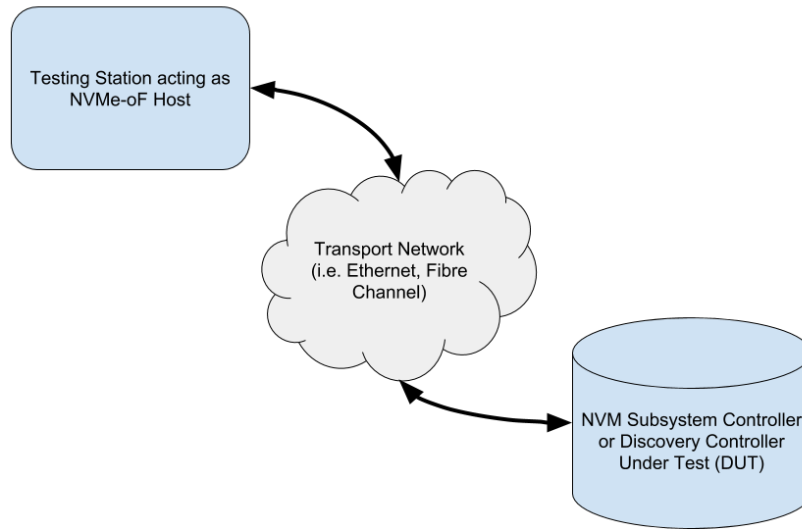 Testing Station acting as
NVMe-oF Host
Transport Network
(i.e. Ethernet, Fibre
Channel)
NVM Subsystem Controller
or Discovery Controller
Under Test (DUT)